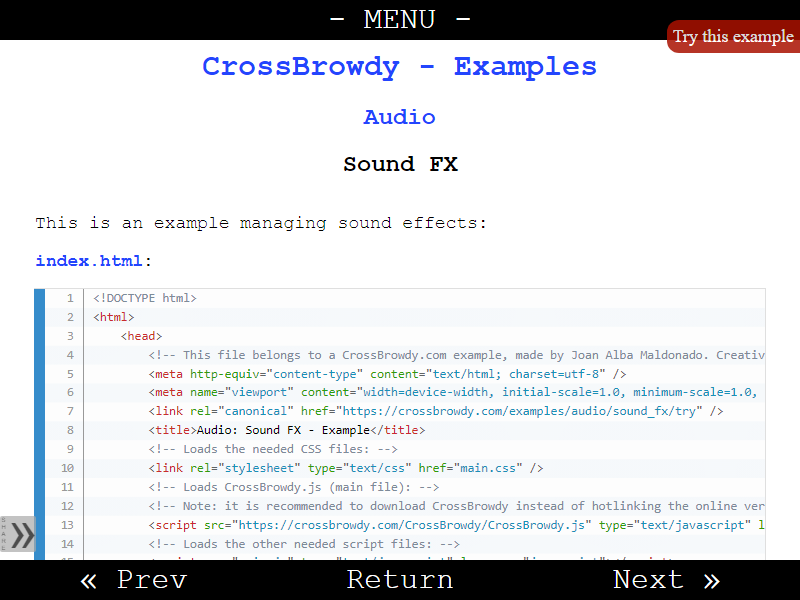 - MENU -
Try this example
CrossBrowdy - Examples
Audio
Sound FX
This is an example managing sound effects:
index.html:
1 <!DOCTYPE html>
2 <html>
3 <head>
4 <!-- This file belongs to a CrossBrowdy.com example, made by Joan Alba Maldonado. Creativ
5 <meta http-equiv="content-type" content="text/html; charset=utf-8" />
6 <meta name="viewport" content="width=device-width, initial-scale=1.0, minimum-scale=1.0,
7 <link rel="canonical" href="https://crossbrowdy.com/examples/audio/sound_fx/try" />
8 <title>Audio: Sound FX - Example</title>
9 <!-- Loads the needed CSS files: -->
10 <link rel="stylesheet" type="text/css" href="main.css" />
11 <!-- Loads CrossBrowdy.js (main file): -->
12 <!-- Note: it is recommended to download CrossBrowdy instead of hotlinking the online ver
13 <script src="https://crossbrowdy.com/CrossBrowdy/CrossBrowdy.js" type="text/javascript" l
14 <!-- Loads the other needed script files: -->
SHARE »
« Prev Return Next »